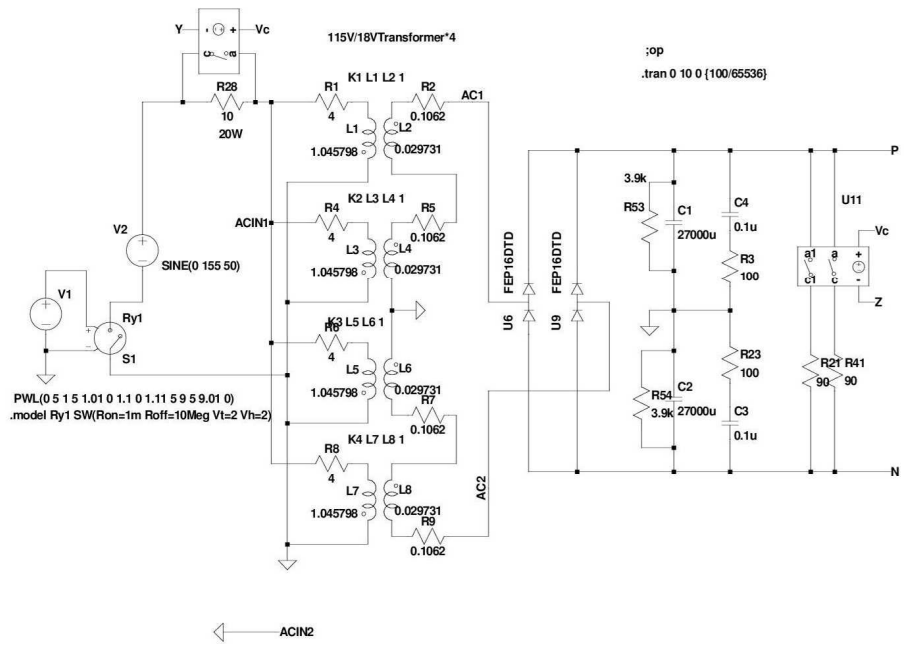 Y
- +
Vc
c a
R28
10
20W
115V/18VTransformer*4
;op
.tran 0 10 0 {100/65536}
K1 L1 L2 1
R1
4
R2
0.1062
AC1
L1
L2
1.045798
0.029731
K2 L3 L4 1
R4
4
R5
0.1062
ACIN1
L3
L4
1.045798
0.029731
V2
SINE(0 155 50)
V1
Ry1
S1
PWL(0 5 1 5 1.01 0 1.1 0 1.11 5 9 5 9.01 0)
.model Ry1 SW(Ron=1m Roff=10Meg Vt=2 Vh=2)
K3 L5 L6 1
R6
4
L5
L6
1.045798
0.029731
R7
0.1062
K4 L7 L8 1
R8
4
L7
L8
1.045798
0.029731
R9
0.1062
AC2
FEP16DTD
U6
FEP16DTD
U9
3.9k
R53
C1
27000u
C4
0.1u
R3
100
R54
3.9k
C2
27000u
R23
100
C3
0.1u
P
U11
Vc
a1 a +
c1 c -
Z
R21
90
R41
90
N
ACIN2